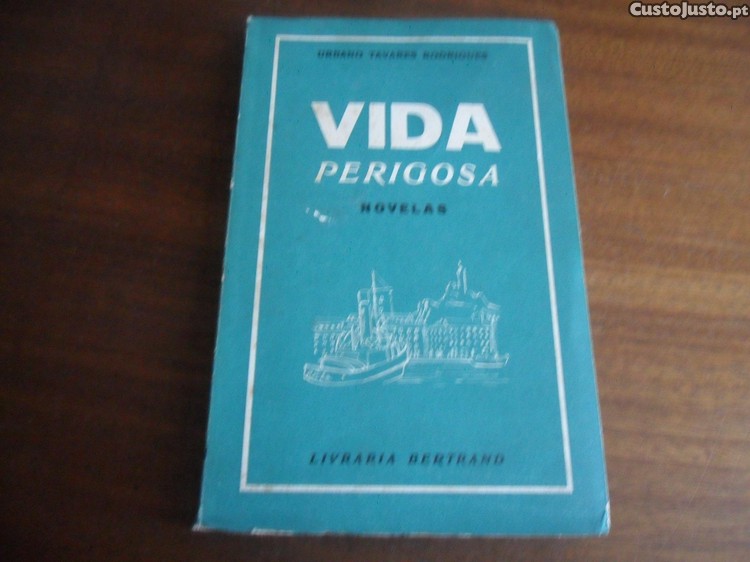 CustoJusto.pt
URBANO TAVARES RODRIGUES
VIDA
PERIGOSA
NOVELAS
LIVRARIA BERTRAND